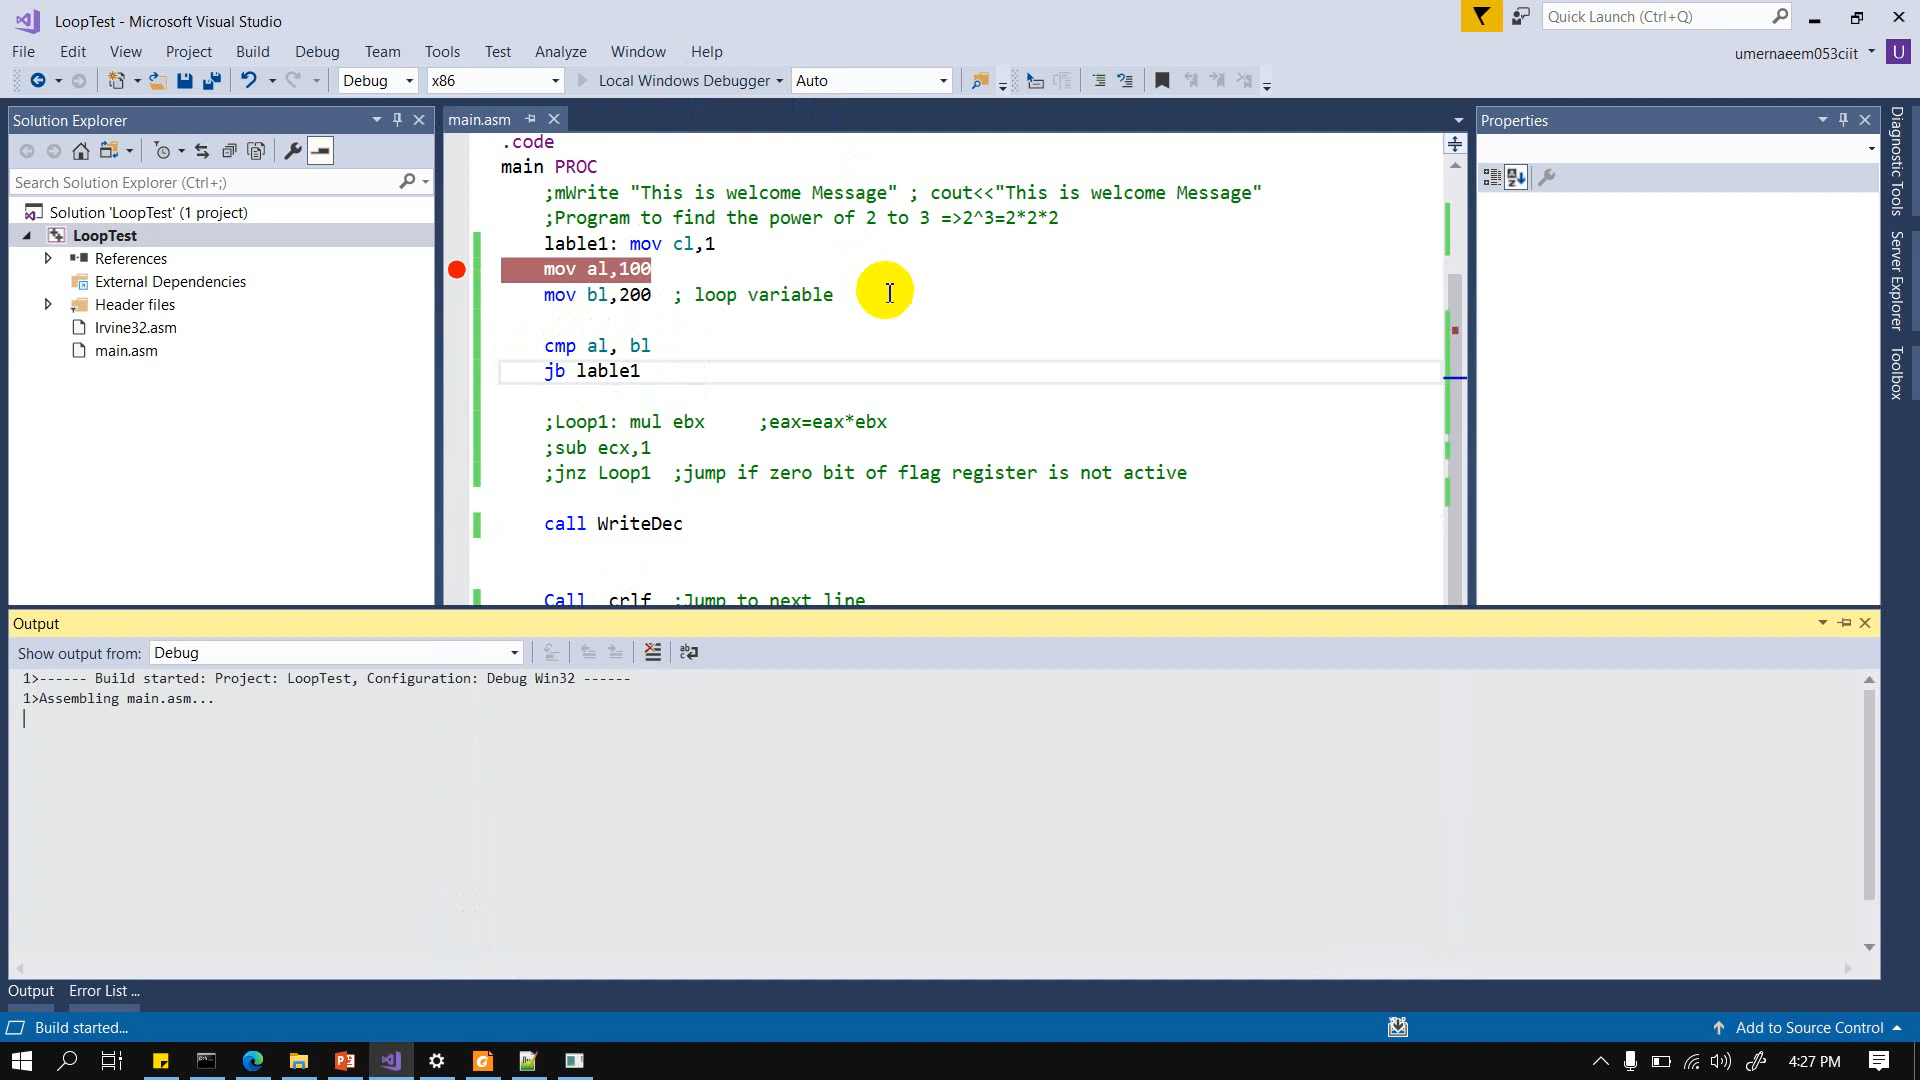 LoopTest - Microsoft Visual Studio
Quick Launch (Ctrl+Q)
File Edit View Project Build Debug Team Tools Test Analyze Window Help
umernaeem053ciit U
Debug x86 Local Windows Debugger Auto
Solution Explorer
Search Solution Explorer (Ctrl+;)
Solution 'LoopTest' (1 project)
LoopTest
References
External Dependencies
Header files
Irvine32.asm
main.asm
main.asm
.code
main PROC
;mWrite "This is welcome Message" ; cout<<"This is welcome Message"
;Program to find the power of 2 to 3 =>2^3=2*2*2
lable1: mov cl,1
mov al,100
mov bl,200 ; loop variable
cmp al, bl
jb lable1
;Loop1: mul ebx ;eax=eax*ebx
;sub ecx,1
;jnz Loop1 ;jump if zero bit of flag register is not active
call WriteDec
Call crlf ;Jump to next line
Properties
Diagnostic Tools
Server Explorer
Toolbox
Output
Show output from: Debug
1>------ Build started: Project: LoopTest, Configuration: Debug Win32 ------
1>Assembling main.asm...
Output Error List ...
Build started...
Add to Source Control
4:27 PM